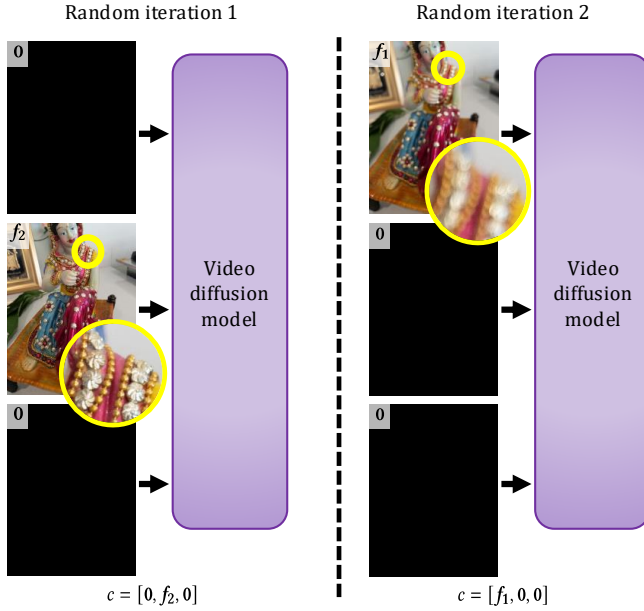 Random iteration 1
0
f₂
0
Video
diffusion
model
c = [0, f₂, 0]
Random iteration 2
f₁
0
0
Video
diffusion
model
c = [f₁, 0, 0]